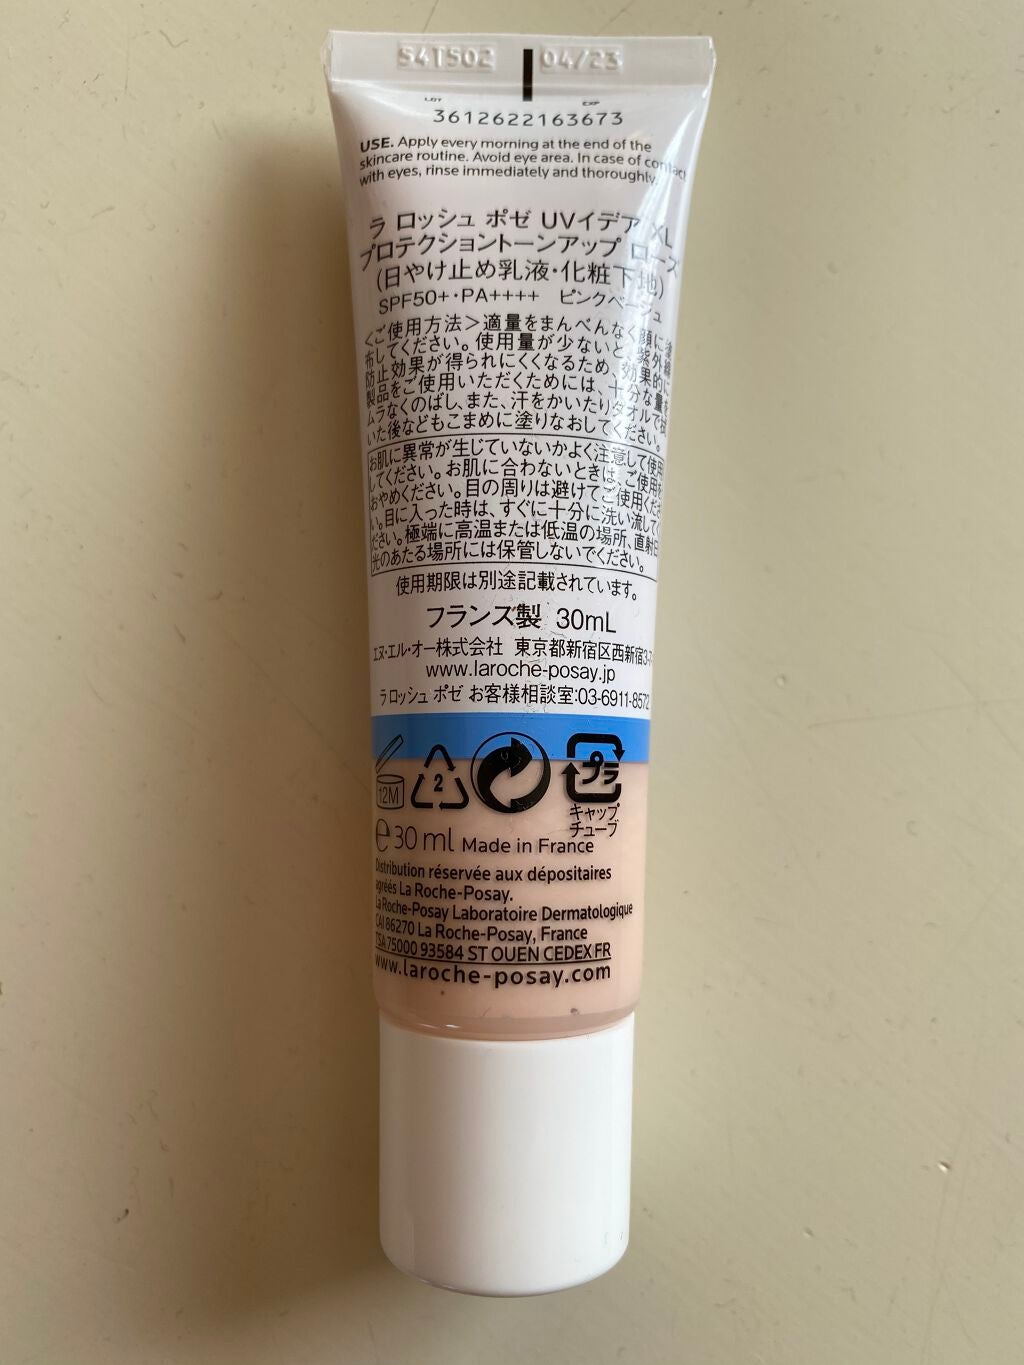 54T502 04/23
LOT EXP
3612622163673
USE. Apply every morning at the end of the
skincare routine. Avoid eye area. In case of contact
with eyes, rinse immediately and thoroughly.
ラ ロッシュ ポゼ UVイデア XL
プロテクショントーンアップ ローズ
(日やけ止め乳液・化粧下地)
SPF50+・PA++++ ピンクベージュ
<ご使用方法>適量をまんべんなく顔に塗
布してください。使用量が少ないと、紫外線
防止効果が得られにくくなるため、効果的に
製品をご使用いただくためには、十分な量を
ムラなくのばし、また、汗をかいたりタオルで拭
いた後などもこまめに塗りなおしてください。
お肌に異常が生じていないかよく注意して使用
してください。お肌に合わないときは、ご使用を
おやめください。目の周りは避けてご使用くださ
い。目に入った時は、すぐに十分に洗い流してく
ださい。極端に高温または低温の場所、直射日
光のあたる場所には保管しないでください。
使用期限は別途記載されています。
フランス製 30mL
エヌ・エル・オー株式会社 東京都新宿区西新宿3-7-
www.laroche-posay.jp
ラ ロッシュ ポゼ お客様相談室:03-6911-8572
12M 2 プラ
キャップ
チューブ
e 30 ml Made in France
Distribution réservée aux dépositaires
agréés La Roche-Posay.
La Roche-Posay Laboratoire Dermatologique
CAI 86270 La Roche-Posay, France
TSA 75000 93584 ST OUEN CEDEX FR
www.laroche-posay.com